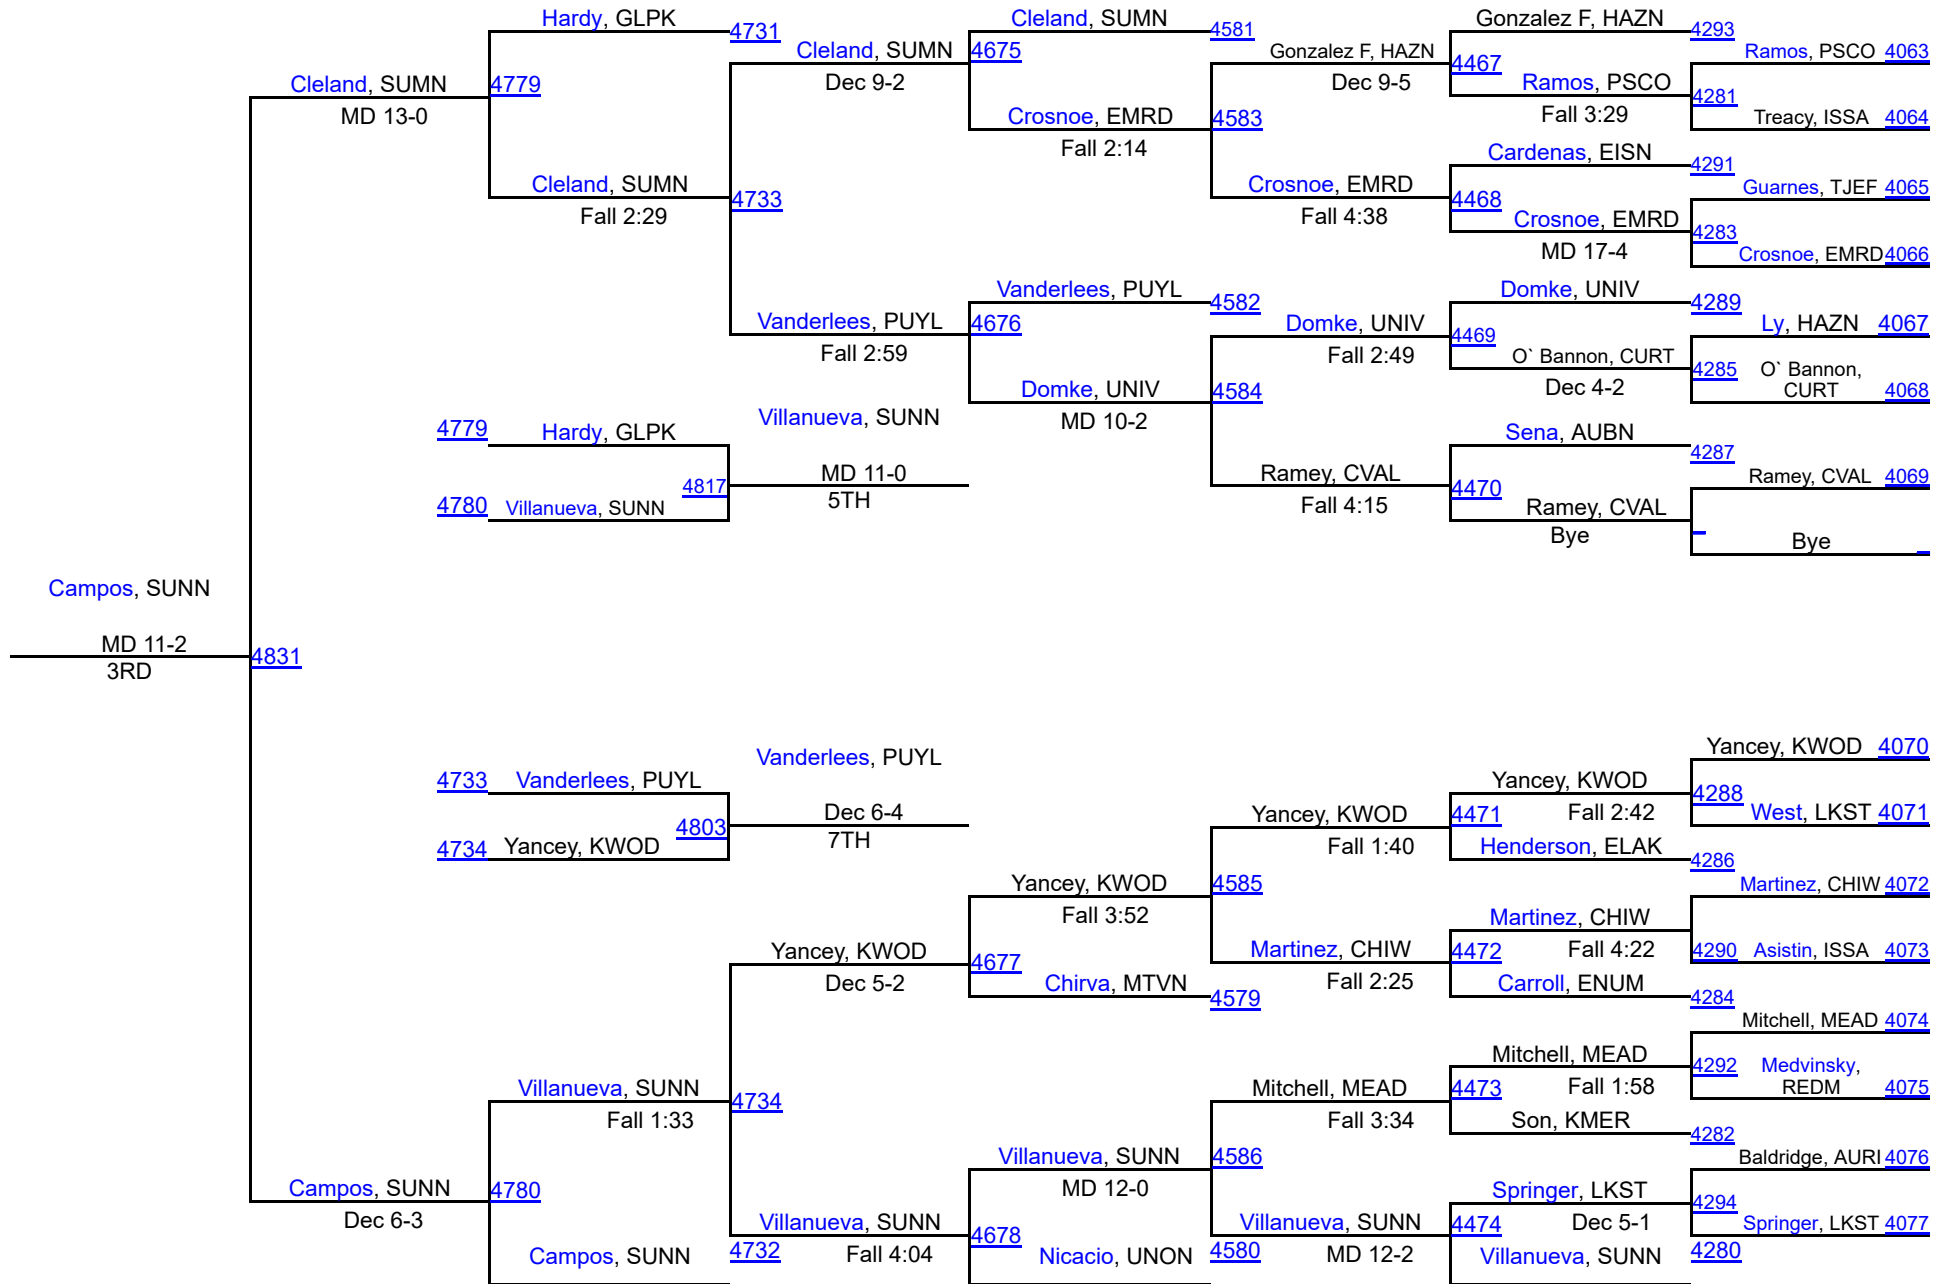 Hardy, GLPK
4731
Cleland, SUMN
4581
Gonzalez F, HAZN
4293
Cleland, SUMN
4675
Dec 9-2
Gonzalez F, HAZN
4467
Dec 9-5
Ramos, PSCO 4063
Cleland, SUMN
4779
MD 13-0
Ramos, PSCO
4281
Fall 3:29
Treacy, ISSA 4064
Crosnoe, EMRD
4583
Fall 2:14
Cardenas, EISN
4291
Cleland, SUMN
4733
Fall 2:29
Crosnoe, EMRD
4468
Fall 4:38
Guarnes, TJEF 4065
Crosnoe, EMRD
4283
MD 17-4
Crosnoe, EMRD 4066
Vanderlees, PUYL
4582
Domke, UNIV
4289
Vanderlees, PUYL
4676
Fall 2:59
Domke, UNIV
4469
Fall 2:49
Ly, HAZN 4067
O` Bannon, CURT
4285
Dec 4-2
O` Bannon,
CURT 4068
Domke, UNIV
4584
MD 10-2
Villanueva, SUNN
4779
Hardy, GLPK
Sena, AUBN
4287
MD 11-0
4817
5TH
Ramey, CVAL
4470
Fall 4:15
Ramey, CVAL 4069
4780 Villanueva, SUNN
Ramey, CVAL
Bye
Bye
Campos, SUNN
MD 11-2
4831
3RD
Vanderlees, PUYL
Yancey, KWOD 4070
4733 Vanderlees, PUYL
Yancey, KWOD
4288
Fall 2:42
Dec 6-4
4803
7TH
Yancey, KWOD
4471
Fall 1:40
West, LKST 4071
4734 Yancey, KWOD
Henderson, ELAK
4286
Yancey, KWOD
4585
Fall 3:52
Martinez, CHIW 4072
Martinez, CHIW
4290
Fall 4:22
Yancey, KWOD
4677
Dec 5-2
Martinez, CHIW
4472
Fall 2:25
Asistin, ISSA 4073
Chirva, MTVN
4579
Carroll, ENUM
4284
Mitchell, MEAD 4074
Mitchell, MEAD
4292
Fall 1:58
Medvinsky,
REDM 4075
Villanueva, SUNN
4734
Fall 1:33
Mitchell, MEAD
4473
Fall 3:34
Son, KMER
4282
Villanueva, SUNN
4586
MD 12-0
Baldridge, AURI 4076
Campos, SUNN
4780
Dec 6-3
Springer, LKST
4294
Dec 5-1
Villanueva, SUNN
4678
Fall 4:04
Villanueva, SUNN
4474
MD 12-2
Springer, LKST 4077
Campos, SUNN
4732
Nicacio, UNON
4580
Villanueva, SUNN
4280